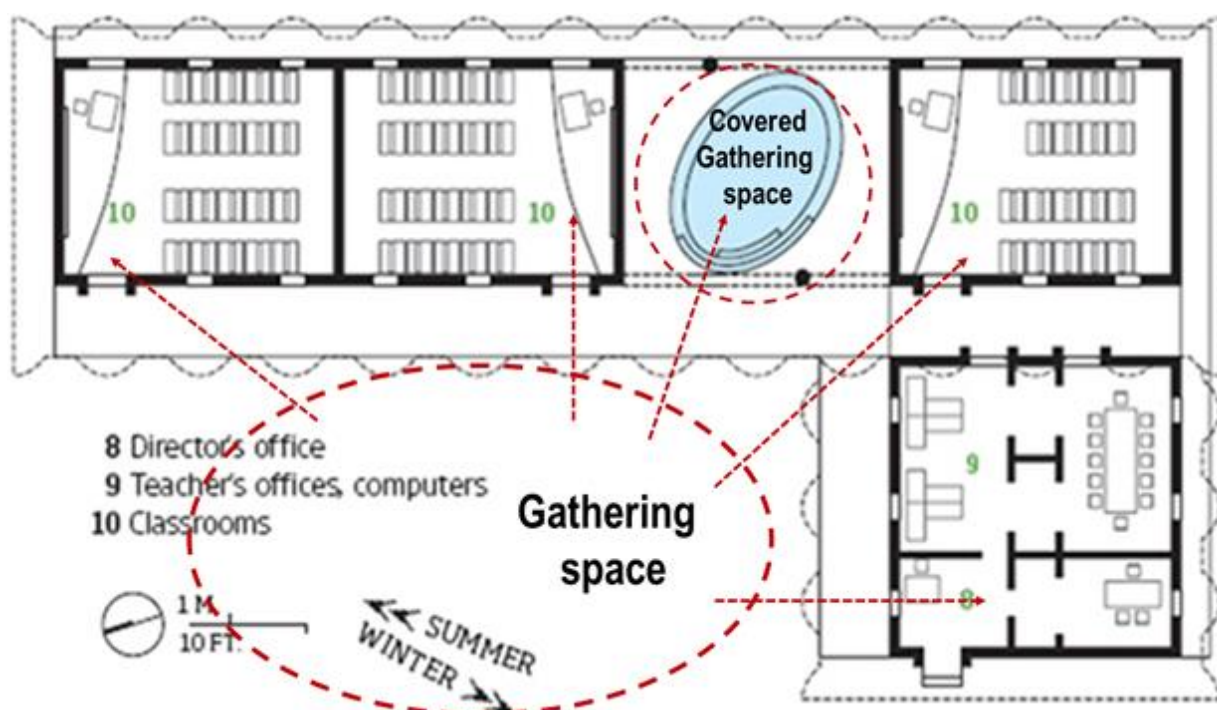 Covered
Gathering
space
10
10
10
8 Director's office
9 Teacher's offices, computers
10 Classrooms
9
Gathering
space
8
1 M.
10 FT.
SUMMER
WINTER